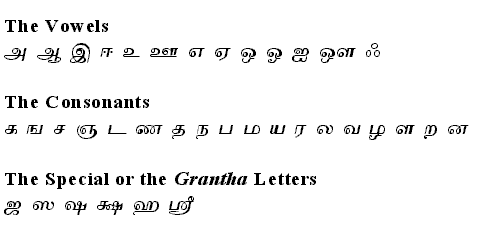 The Vowels
அ ஆ இ ஈ உ ஊ எ ஏ ஒ ஓ ஐ ஔ ஃ
The Consonants
க ங ச ஞ ட ண த ந ப ம ய ர ல வ ழ ள ற ன
The Special or the Grantha Letters
ஜ ஸ ஷ க்ஷ ஹ ஸ்ரீ